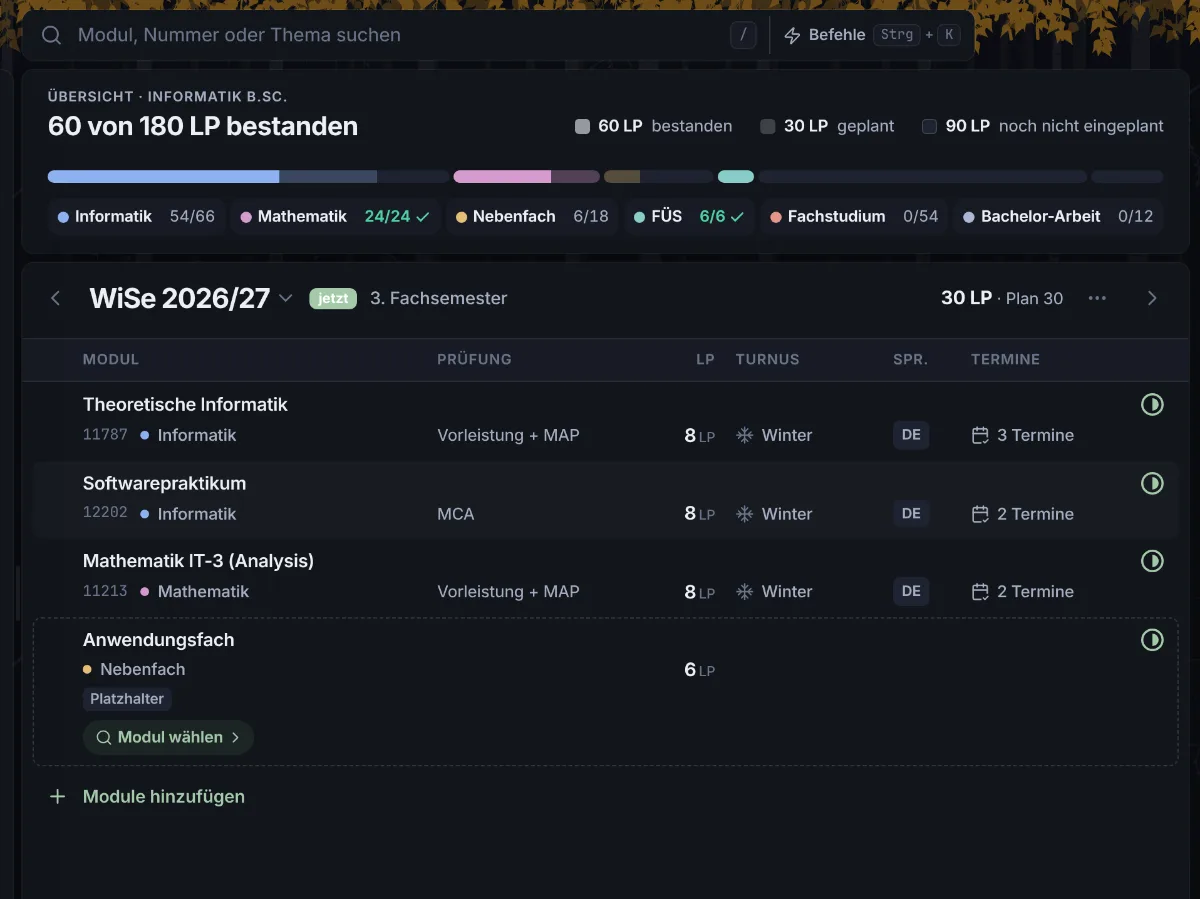 Modul, Nummer oder Thema suchen / Befehle Strg + K
ÜBERSICHT · INFORMATIK B.SC.
60 von 180 LP bestanden 60 LP bestanden 30 LP geplant 90 LP noch nicht eingeplant
Informatik 54/66 Mathematik 24/24 Nebenfach 6/18 FÜS 6/6 Fachstudium 0/54 Bachelor-Arbeit 0/12
WiSe 2026/27 jetzt 3. Fachsemester 30 LP · Plan 30
MODUL PRÜFUNG LP TURNUS SPR. TERMINE
Theoretische Informatik
11787 Informatik Vorleistung + MAP 8 LP Winter DE 3 Termine
Softwarepraktikum
12202 Informatik MCA 8 LP Winter DE 2 Termine
Mathematik IT-3 (Analysis)
11213 Mathematik Vorleistung + MAP 8 LP Winter DE 2 Termine
Anwendungsfach
Nebenfach 6 LP
Platzhalter
Modul wählen
Module hinzufügen